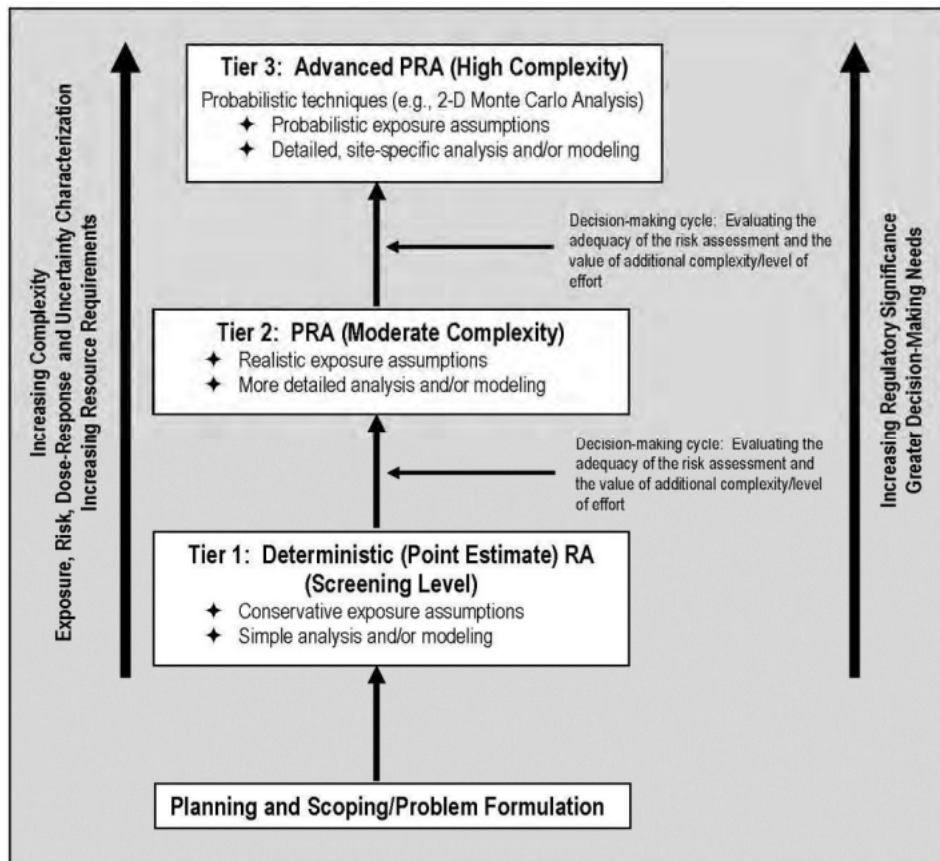 Tier 3: Advanced PRA (High Complexity)
Probabilistic techniques (e.g., 2-D Monte Carlo Analysis)
✦ Probabilistic exposure assumptions
✦ Detailed, site-specific analysis and/or modeling
Decision-making cycle: Evaluating the
adequacy of the risk assessment and the
value of additional complexity/level of
effort
Tier 2: PRA (Moderate Complexity)
✦ Realistic exposure assumptions
✦ More detailed analysis and/or modeling
Decision-making cycle: Evaluating the
adequacy of the risk assessment and
the value of additional complexity/level
of effort
Tier 1: Deterministic (Point Estimate) RA
(Screening Level)
✦ Conservative exposure assumptions
✦ Simple analysis and/or modeling
Planning and Scoping/Problem Formulation
Increasing Complexity
Exposure, Risk, Dose-Response and Uncertainty Characterization
Increasing Resource Requirements
Increasing Regulatory Significance
Greater Decision-Making Needs